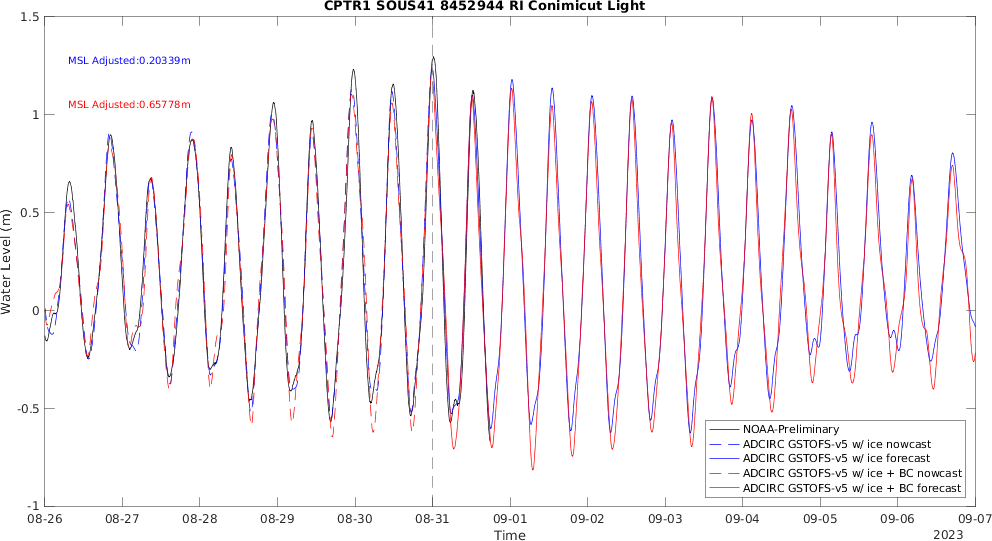 CPTR1 SOUS41 8452944 RI Conimicut Light
MSL Adjusted:0.20339m
MSL Adjusted:0.65778m
Water Level (m)
1.5
1
0.5
0
-0.5
-1
NOAA-Preliminary
ADCIRC GSTOFS-v5 w/ ice nowcast
ADCIRC GSTOFS-v5 w/ ice forecast
ADCIRC GSTOFS-v5 w/ ice + BC nowcast
ADCIRC GSTOFS-v5 w/ ice + BC forecast
08-26 08-27 08-28 08-29 08-30 08-31 09-01 09-02 09-03 09-04 09-05 09-06 09-07
Time
2023